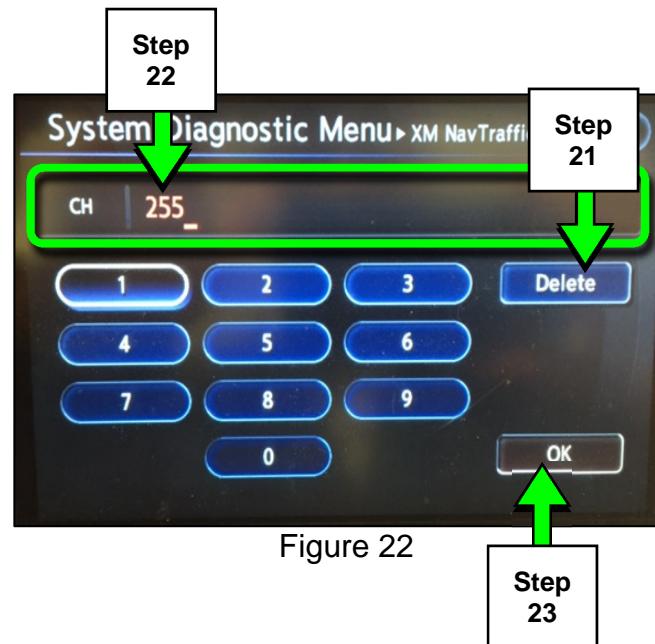 Step
22
System Diagnostic Menu ▸ XM NavTraffi
Step
21
CH 255_
1 2 3 Delete
4 5 6
7 8 9
0 OK
Figure 22
Step
23